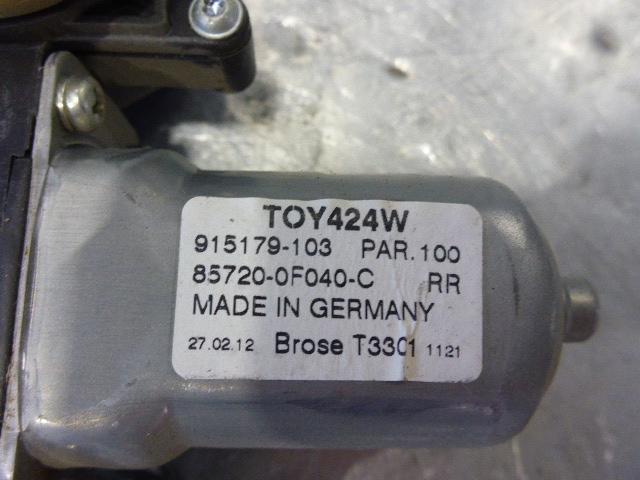 TOY424W
915179-103 PAR.100
85720-0F040-C RR
MADE IN GERMANY
27.02.12 Brose T3301 1121